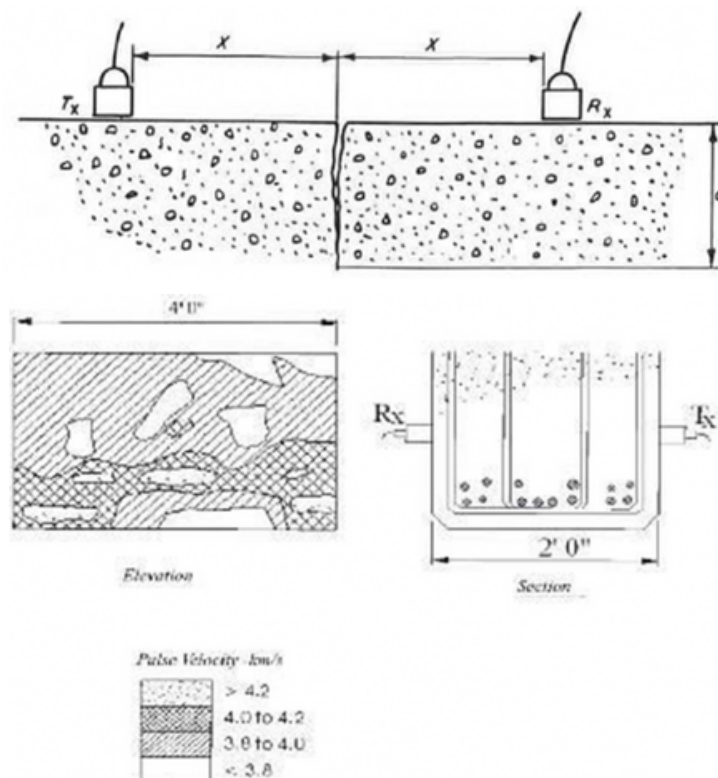 X X
Tx Rx
4'0"
Rx Tx
2' 0"
Elevation
Section
Pulse Velocity -km/s
> 4.2
4.0 to 4.2
3.8 to 4.0
< 3.8